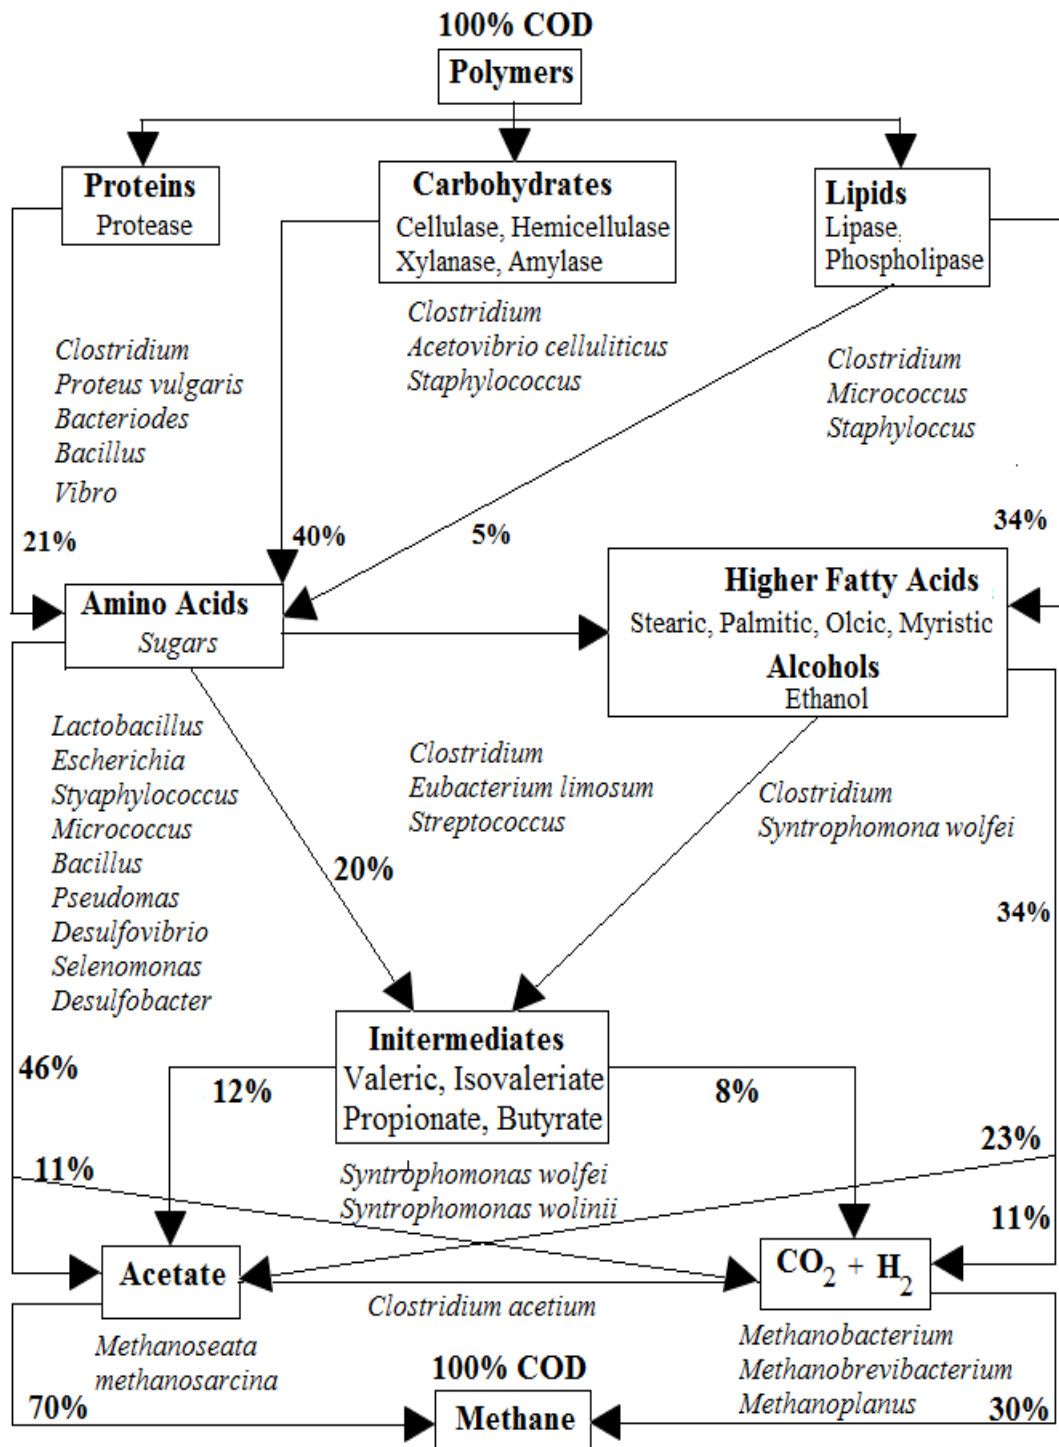 100% COD
Polymers
Proteins
Protease
Carbohydrates
Cellulase, Hemicellulase
Xylanase, Amylase
Lipids
Lipase,
Phospholipase
Clostridium
Proteus vulgaris
Bacteriodes
Bacillus
Vibro
Clostridium
Acetovibrio celluliticus
Staphylococcus
Clostridium
Micrococcus
Staphyloccus
21%
40%
5%
34%
Amino Acids
Sugars
Higher Fatty Acids
Stearic, Palmitic, Olcic, Myristic
Alcohols
Ethanol
Lactobacillus
Escherichia
Styaphylococcus
Micrococcus
Bacillus
Pseudomas
Desulfovibrio
Selenomonas
Desulfobacter
Clostridium
Eubacterium limosum
Streptococcus
Clostridium
Syntrophomona wolfei
20%
34%
Initermediates
Valeric, Isovaleriate
Propionate, Butyrate
46%
12%
8%
23%
11%
Syntrophomonas wolfei
Syntrophomonas wolinii
11%
Acetate
CO2 + H2
Clostridium acetium
Methanoseata
methanosarcina
Methanobacterium
Methanobrevibacterium
Methanoplanus
100% COD
Methane
70%
30%